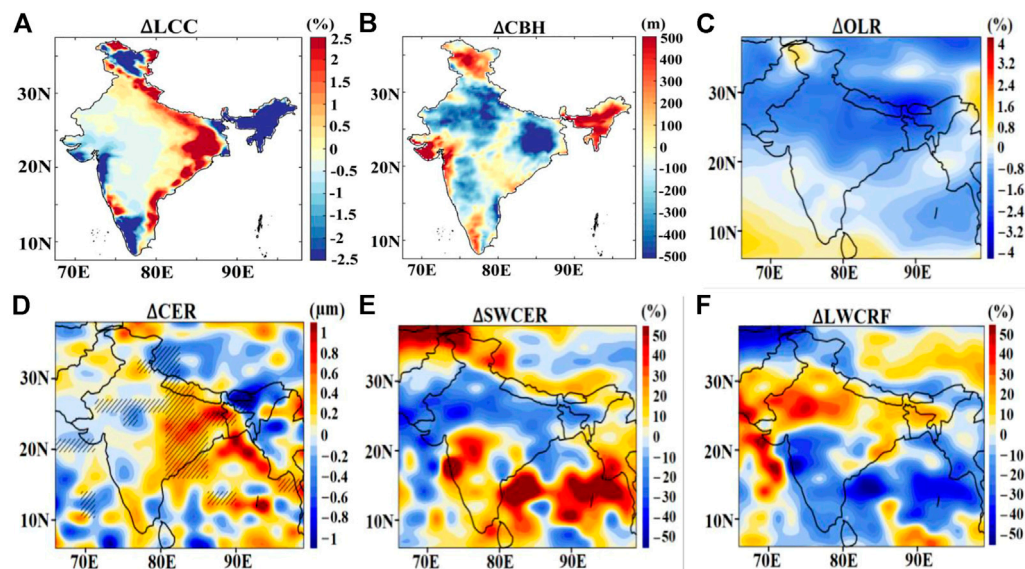 A
ΔLCC
(%)
2.5
2
1.5
1
0.5
0
-0.5
-1
-1.5
-2
-2.5
30N
20N
10N
70E 80E 90E
B
ΔCBH
(m)
500
400
300
200
100
0
-100
-200
-300
-400
-500
30N
20N
10N
70E 80E 90E
C
ΔOLR
(%)
4
3.2
2.4
1.6
0.8
0
-0.8
-1.6
-2.4
-3.2
-4
30N
20N
10N
70E 80E 90E
D
ΔCER
(µm)
1
0.8
0.6
0.4
0.2
0
-0.2
-0.4
-0.6
-0.8
-1
30N
20N
10N
70E 80E 90E
E
ΔSWCER
(%)
50
40
30
20
10
0
-10
-20
-30
-40
-50
30N
20N
10N
70E 80E 90E
F
ΔLWCRF
(%)
50
40
30
20
10
0
-10
-20
-30
-40
-50
30N
20N
10N
70E 80E 90E